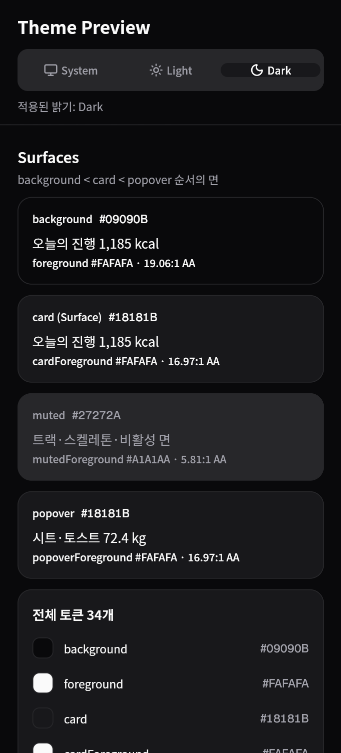 Theme Preview
System Light Dark
적용된 밝기: Dark
Surfaces
background < card < popover 순서의 면
background #09090B
오늘의 진행 1,185 kcal
foreground #FAFAFA · 19.06:1 AA
card (Surface) #18181B
오늘의 진행 1,185 kcal
cardForeground #FAFAFA · 16.97:1 AA
muted #27272A
트랙·스켈레톤·비활성 면
mutedForeground #A1A1AA · 5.81:1 AA
popover #18181B
시트·토스트 72.4 kg
popoverForeground #FAFAFA · 16.97:1 AA
전체 토큰 34개
background #09090B
foreground #FAFAFA
card #18181B
cardForeground #FAFAFA